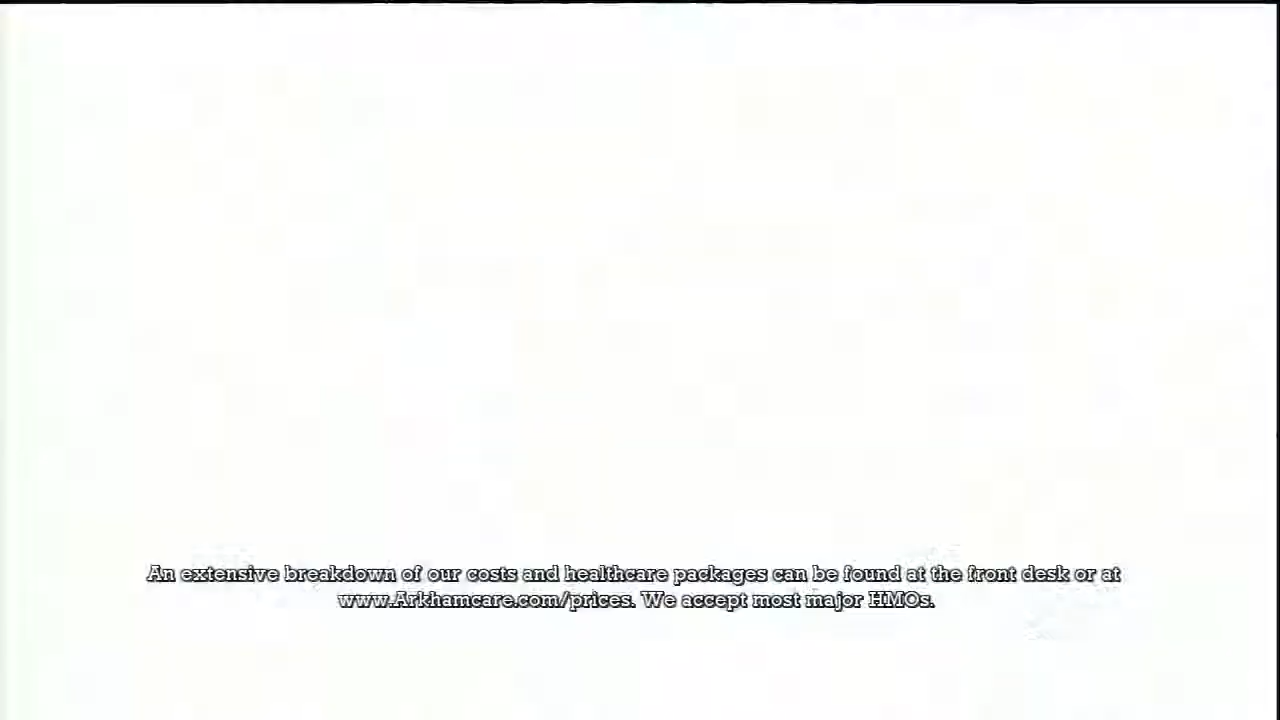 An extensive breakdown of our costs and healthcare packages can be found at the front desk or at
www.Arkhamcare.com/prices. We accept most major HMOs.